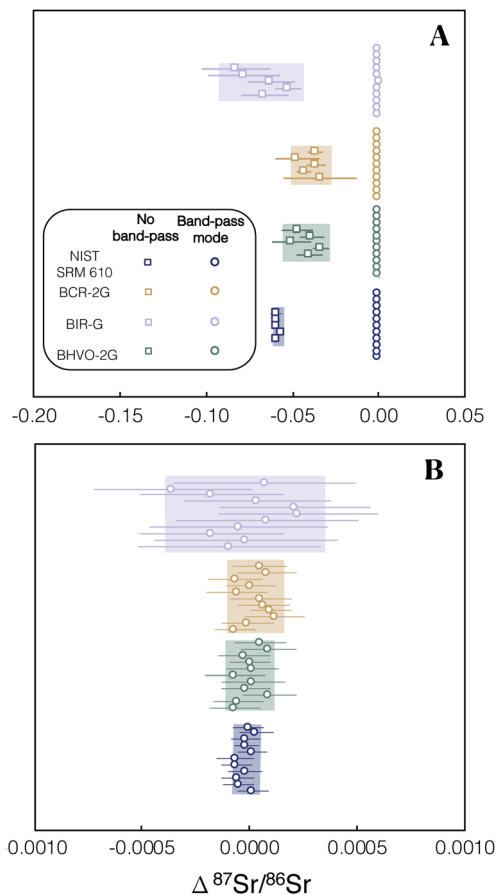 A
No
band-pass
Band-pass
mode
NIST
SRM 610
BCR-2G
BIR-G
BHVO-2G
-0.20 -0.15 -0.10 -0.05 0.00 0.05
B
0.0010 -0.0005 0.0000 0.0005 0.0010
Δ ⁸⁷Sr/⁸⁶Sr